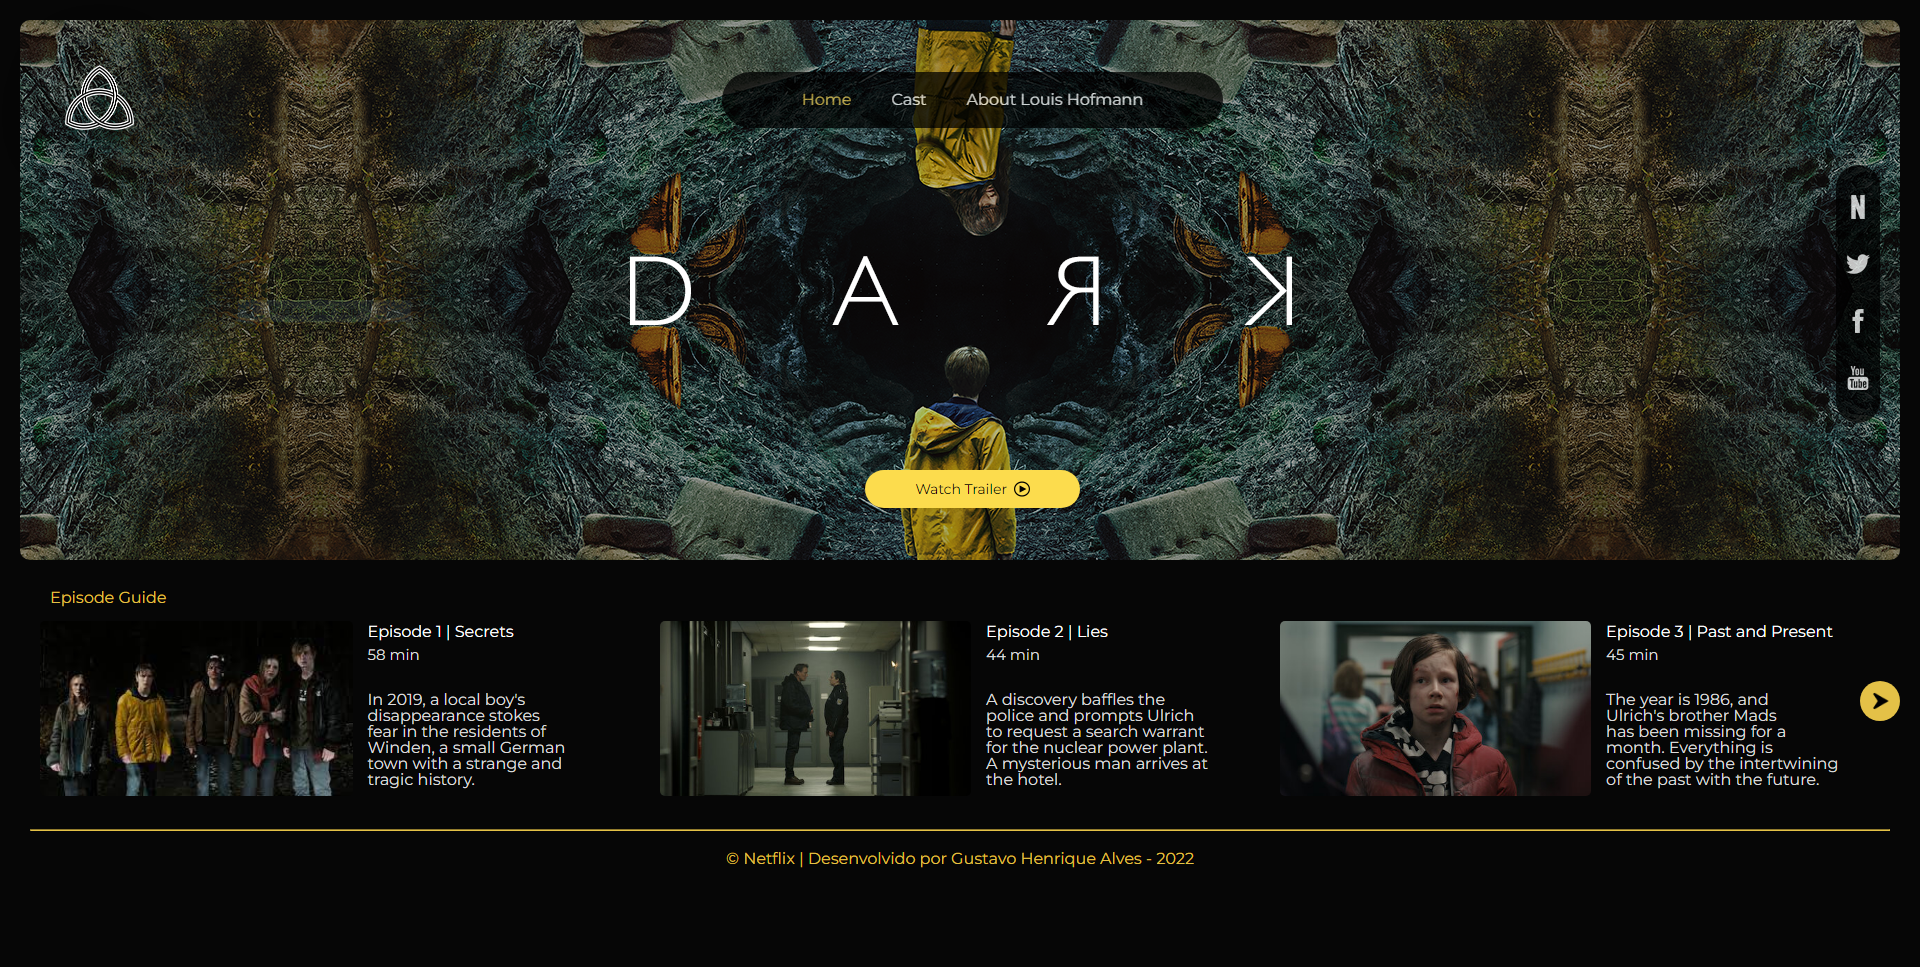 Home Cast About Louis Hofmann
N
D A Я ꓘ
You
Tube
Watch Trailer
Episode Guide
Episode 1 | Secrets
58 min
In 2019, a local boy's
disappearance stokes
fear in the residents of
Winden, a small German
town with a strange and
tragic history.
Episode 2 | Lies
44 min
A discovery baffles the
police and prompts Ulrich
to request a search warrant
for the nuclear power plant.
A mysterious man arrives at
the hotel.
Episode 3 | Past and Present
45 min
The year is 1986, and
Ulrich's brother Mads
has been missing for a
month. Everything is
confused by the intertwining
of the past with the future.
© Netflix | Desenvolvido por Gustavo Henrique Alves - 2022